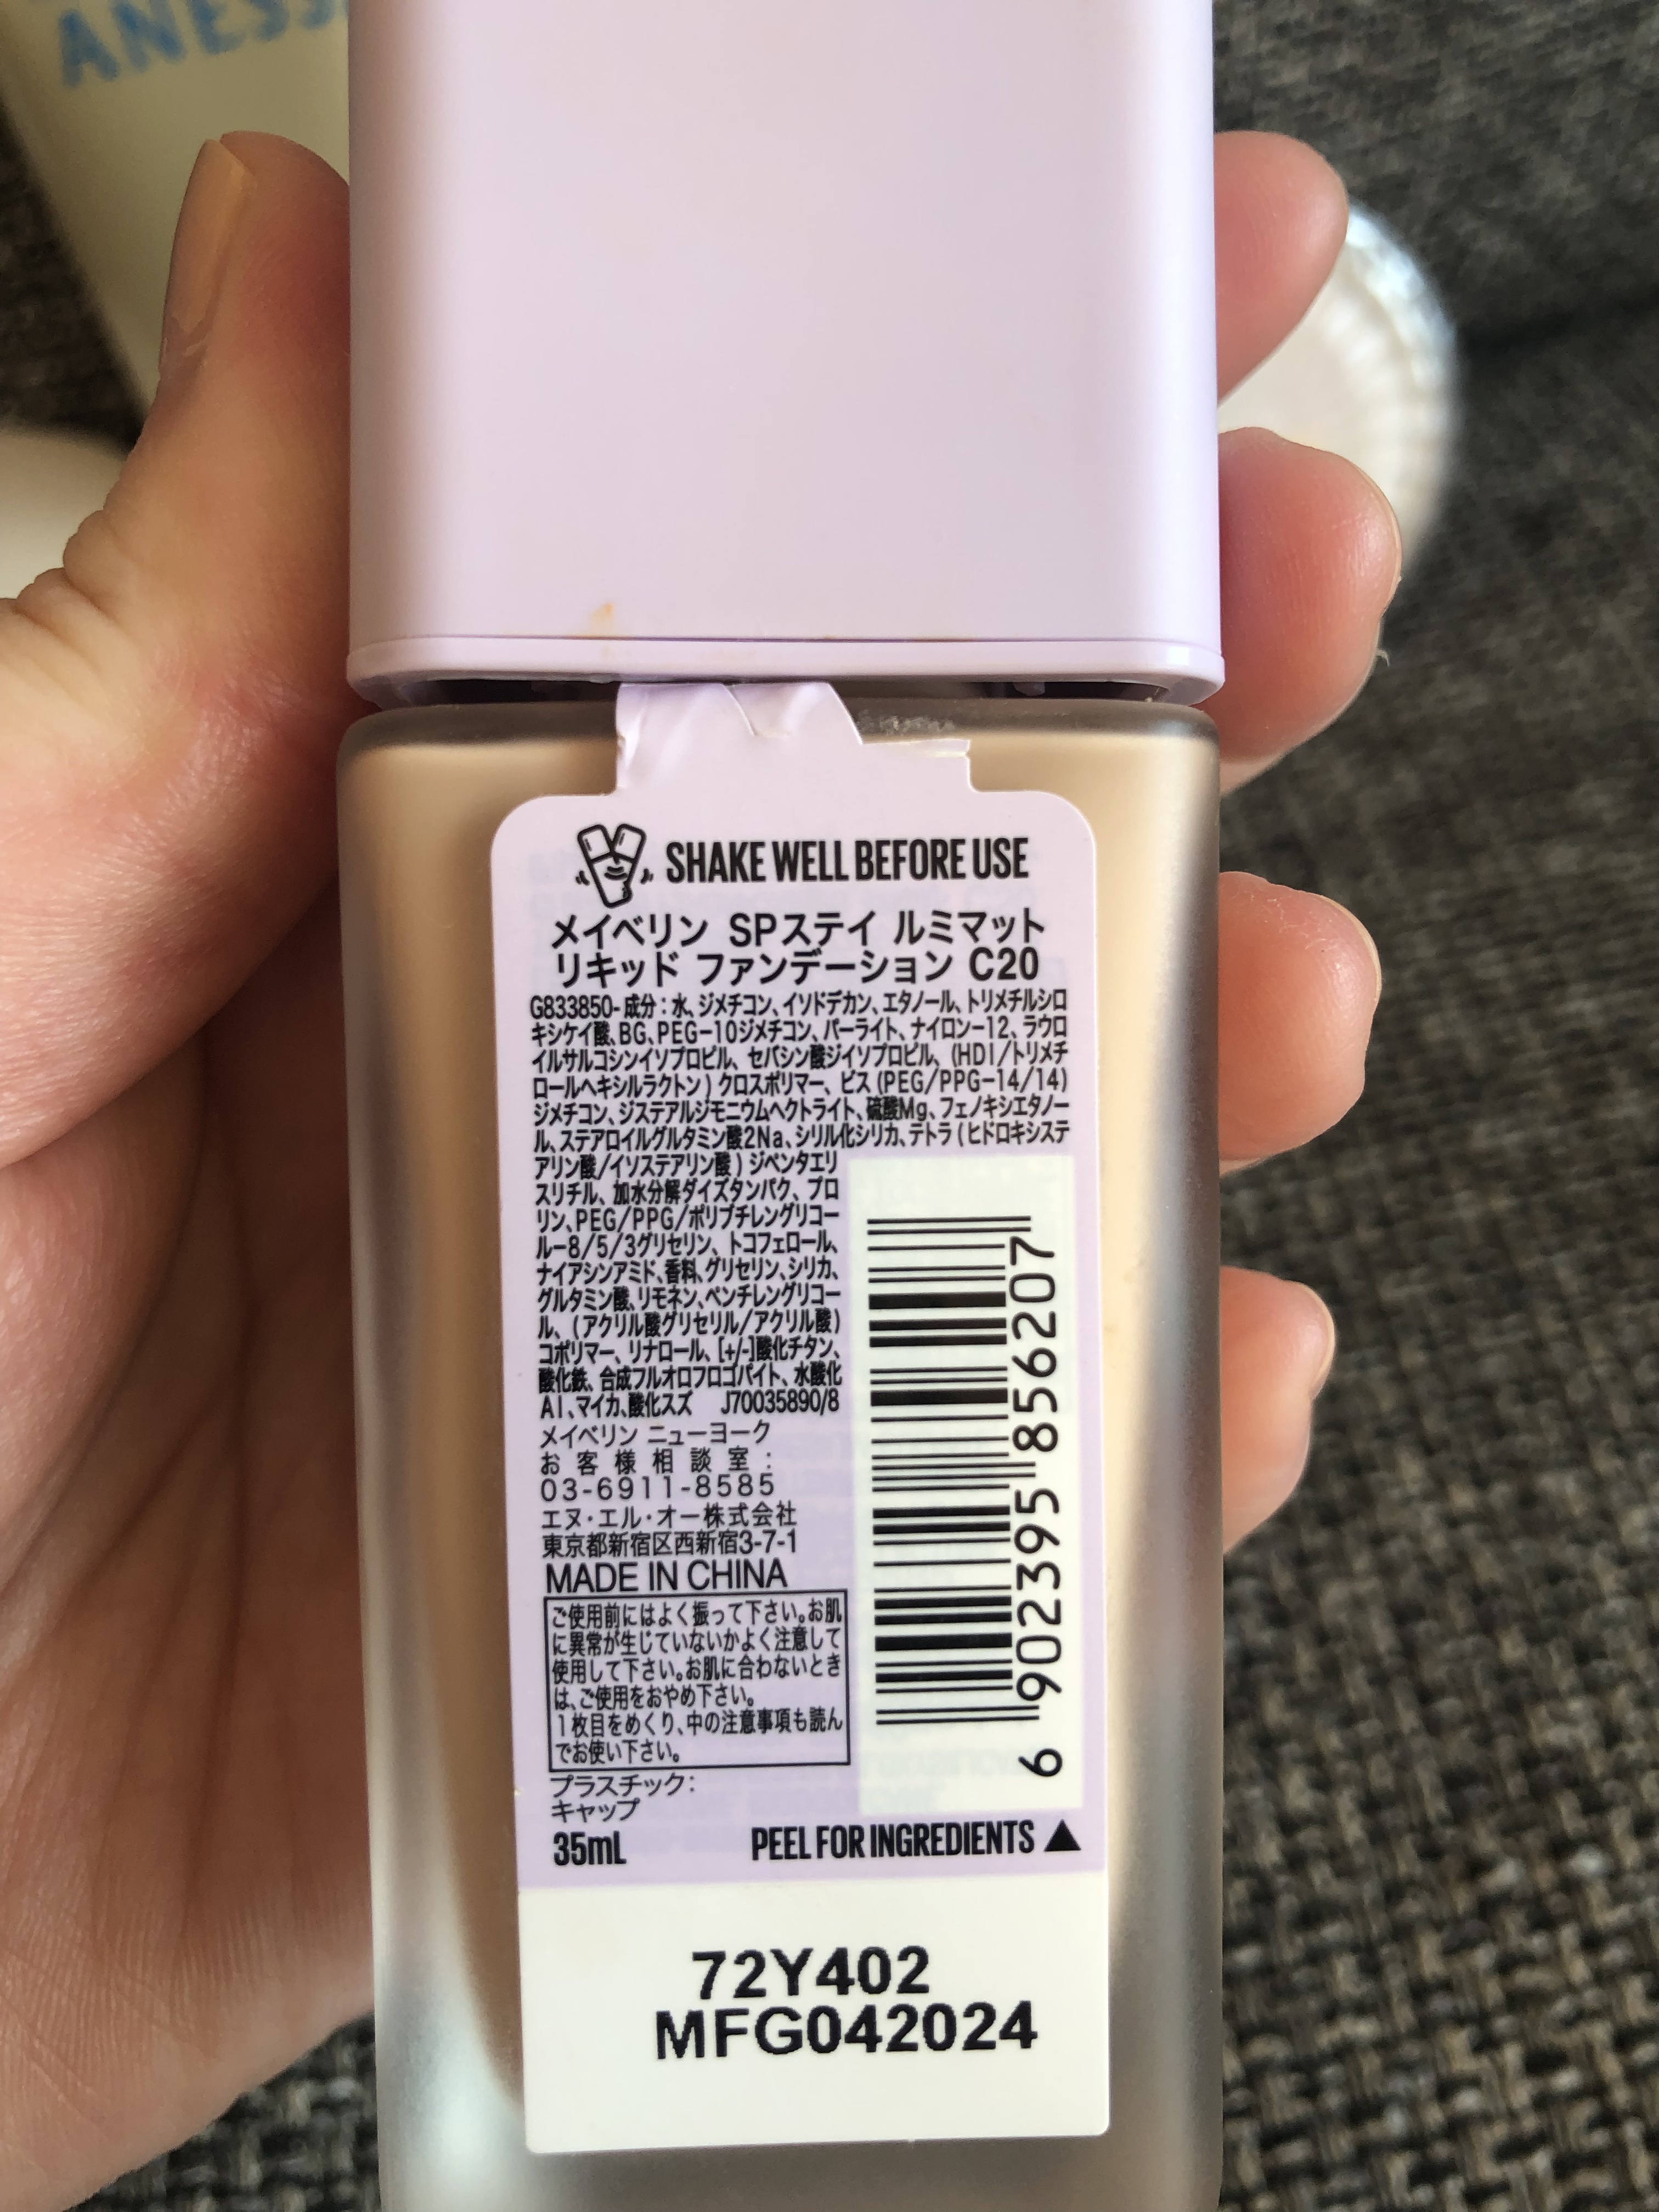 ANESS
SHAKE WELL BEFORE USE
メイベリン SPステイ ルミマット
リキッド ファンデーション C20
G833850- 成分：水、ジメチコン、イソドデカン、エタノール、トリメチルシロ
キシケイ酸、BG、PEG-10ジメチコン、パーライト、ナイロン-12、ラウロ
イルサルコシンイソプロピル、セバシン酸ジイソプロピル、(HDI/トリメチ
ロールヘキシルラクトン)クロスポリマー、ビス(PEG/PPG-14/14)
ジメチコン、ジステアルジモニウムヘクトライト、硫酸Mg、フェノキシエタノー
ル、ステアロイルグルタミン酸2Na、シリル化シリカ、テトラ(ヒドロキシステ
アリン酸/イソステアリン酸)ジペンタエリ
スリチル、加水分解ダイズタンパク、プロ
リン、PEG/PPG/ポリブチレングリコー
ル-8/5/3グリセリン、トコフェロール、
ナイアシンアミド、香料、グリセリン、シリカ、
グルタミン酸、リモネン、ペンチレングリコー
ル、(アクリル酸グリセリル/アクリル酸)
コポリマー、リナロール、[+/-]酸化チタン、
酸化鉄、合成フルオロフロゴパイト、水酸化
Al、マイカ、酸化スズ J70035890/8
メイベリン ニューヨーク
お客様相談室：
03-6911-8585
エヌ・エル・オー株式会社
東京都新宿区西新宿3-7-1
MADE IN CHINA
ご使用前にはよく振って下さい。お肌
に異常が生じていないかよく注意して
使用して下さい。お肌に合わないとき
は、ご使用をおやめ下さい。
1枚目をめくり、中の注意事項も読ん
でお使い下さい。
プラスチック：
キャップ
35mL
PEEL FOR INGREDIENTS ▲
6 902395 856207
72Y402
MFG042024